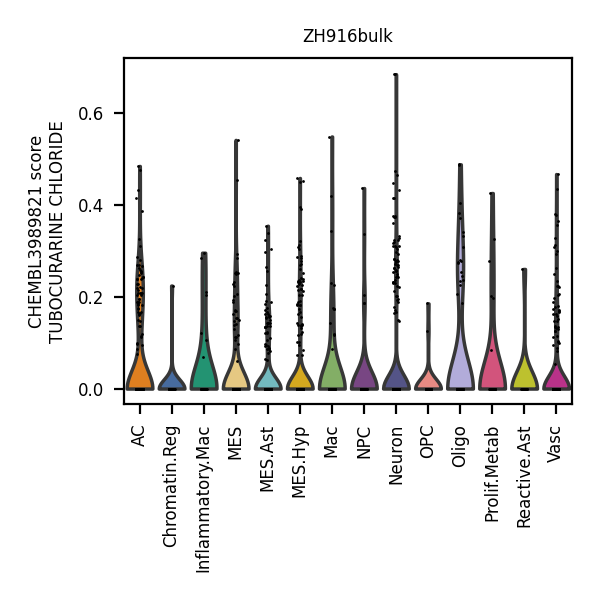 ZH916bulk
CHEMBL3989821 score
TUBOCURARINE CHLORIDE
0.6
0.4
0.2
0.0
AC
Chromatin.Reg
Inflammatory.Mac
MES
MES.Ast
MES.Hyp
Mac
NPC
Neuron
OPC
Oligo
Prolif.Metab
Reactive.Ast
Vasc